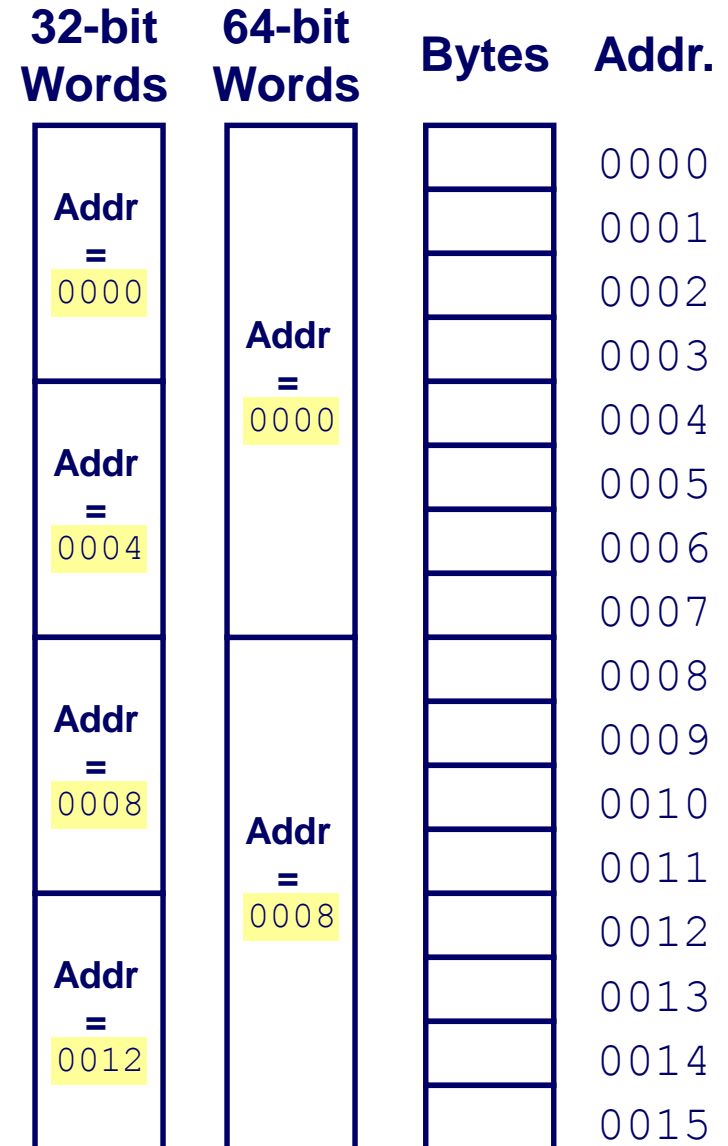 32-bit Words
64-bit Words
Bytes
Addr.
Addr
=
0000
Addr
=
0004
Addr
=
0008
Addr
=
0012
Addr
=
0000
Addr
=
0008
0000
0001
0002
0003
0004
0005
0006
0007
0008
0009
0010
0011
0012
0013
0014
0015